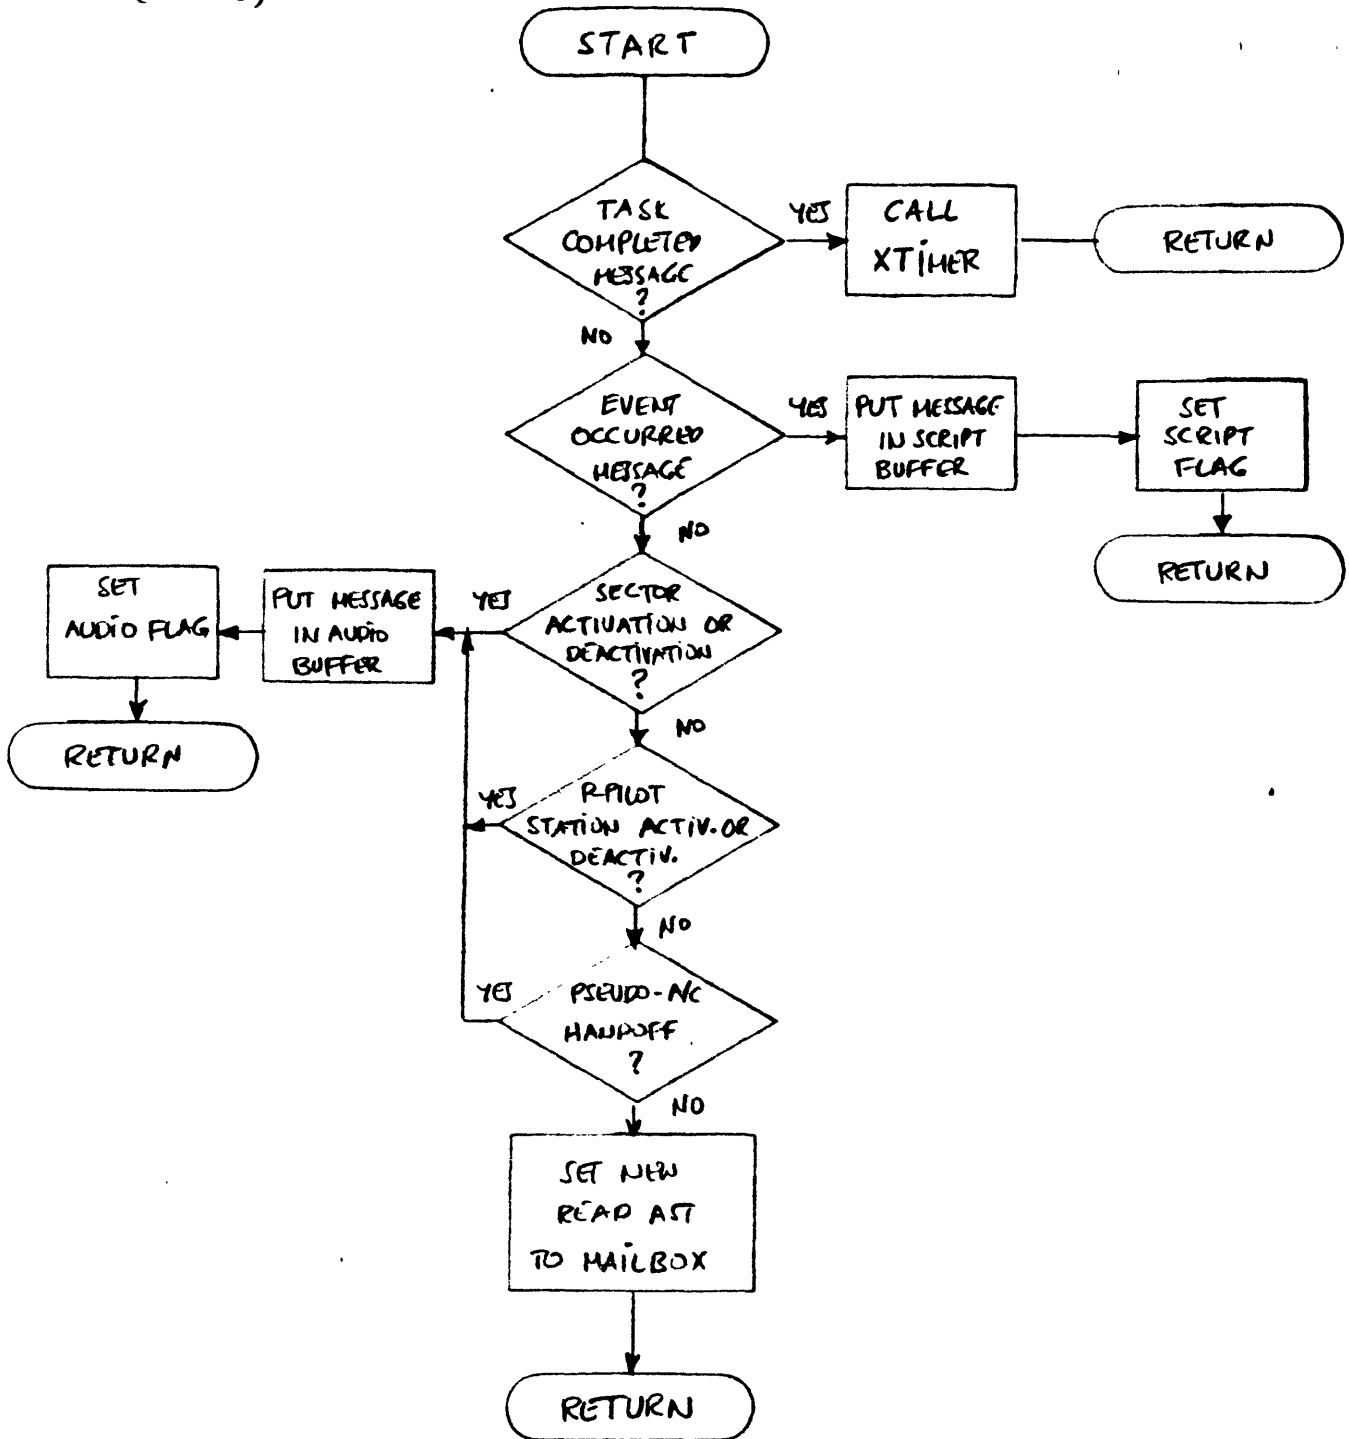 START
TASK
COMPLETED
MESSAGE
?
YES
CALL
XTIMER
RETURN
NO
EVENT
OCCURRED
MESSAGE
?
YES
PUT MESSAGE
IN SCRIPT
BUFFER
SET
SCRIPT
FLAG
RETURN
NO
SECTOR
ACTIVATION OR
DEACTIVATION
?
YES
PUT MESSAGE
IN AUDIO
BUFFER
SET
AUDIO FLAG
RETURN
NO
R-PILOT
STATION ACTIV. OR
DEACTIV.
?
YES
NO
PSEUDO-A/C
HANDOFF
?
YES
NO
SET NEW
READ AST
TO MAILBOX
RETURN